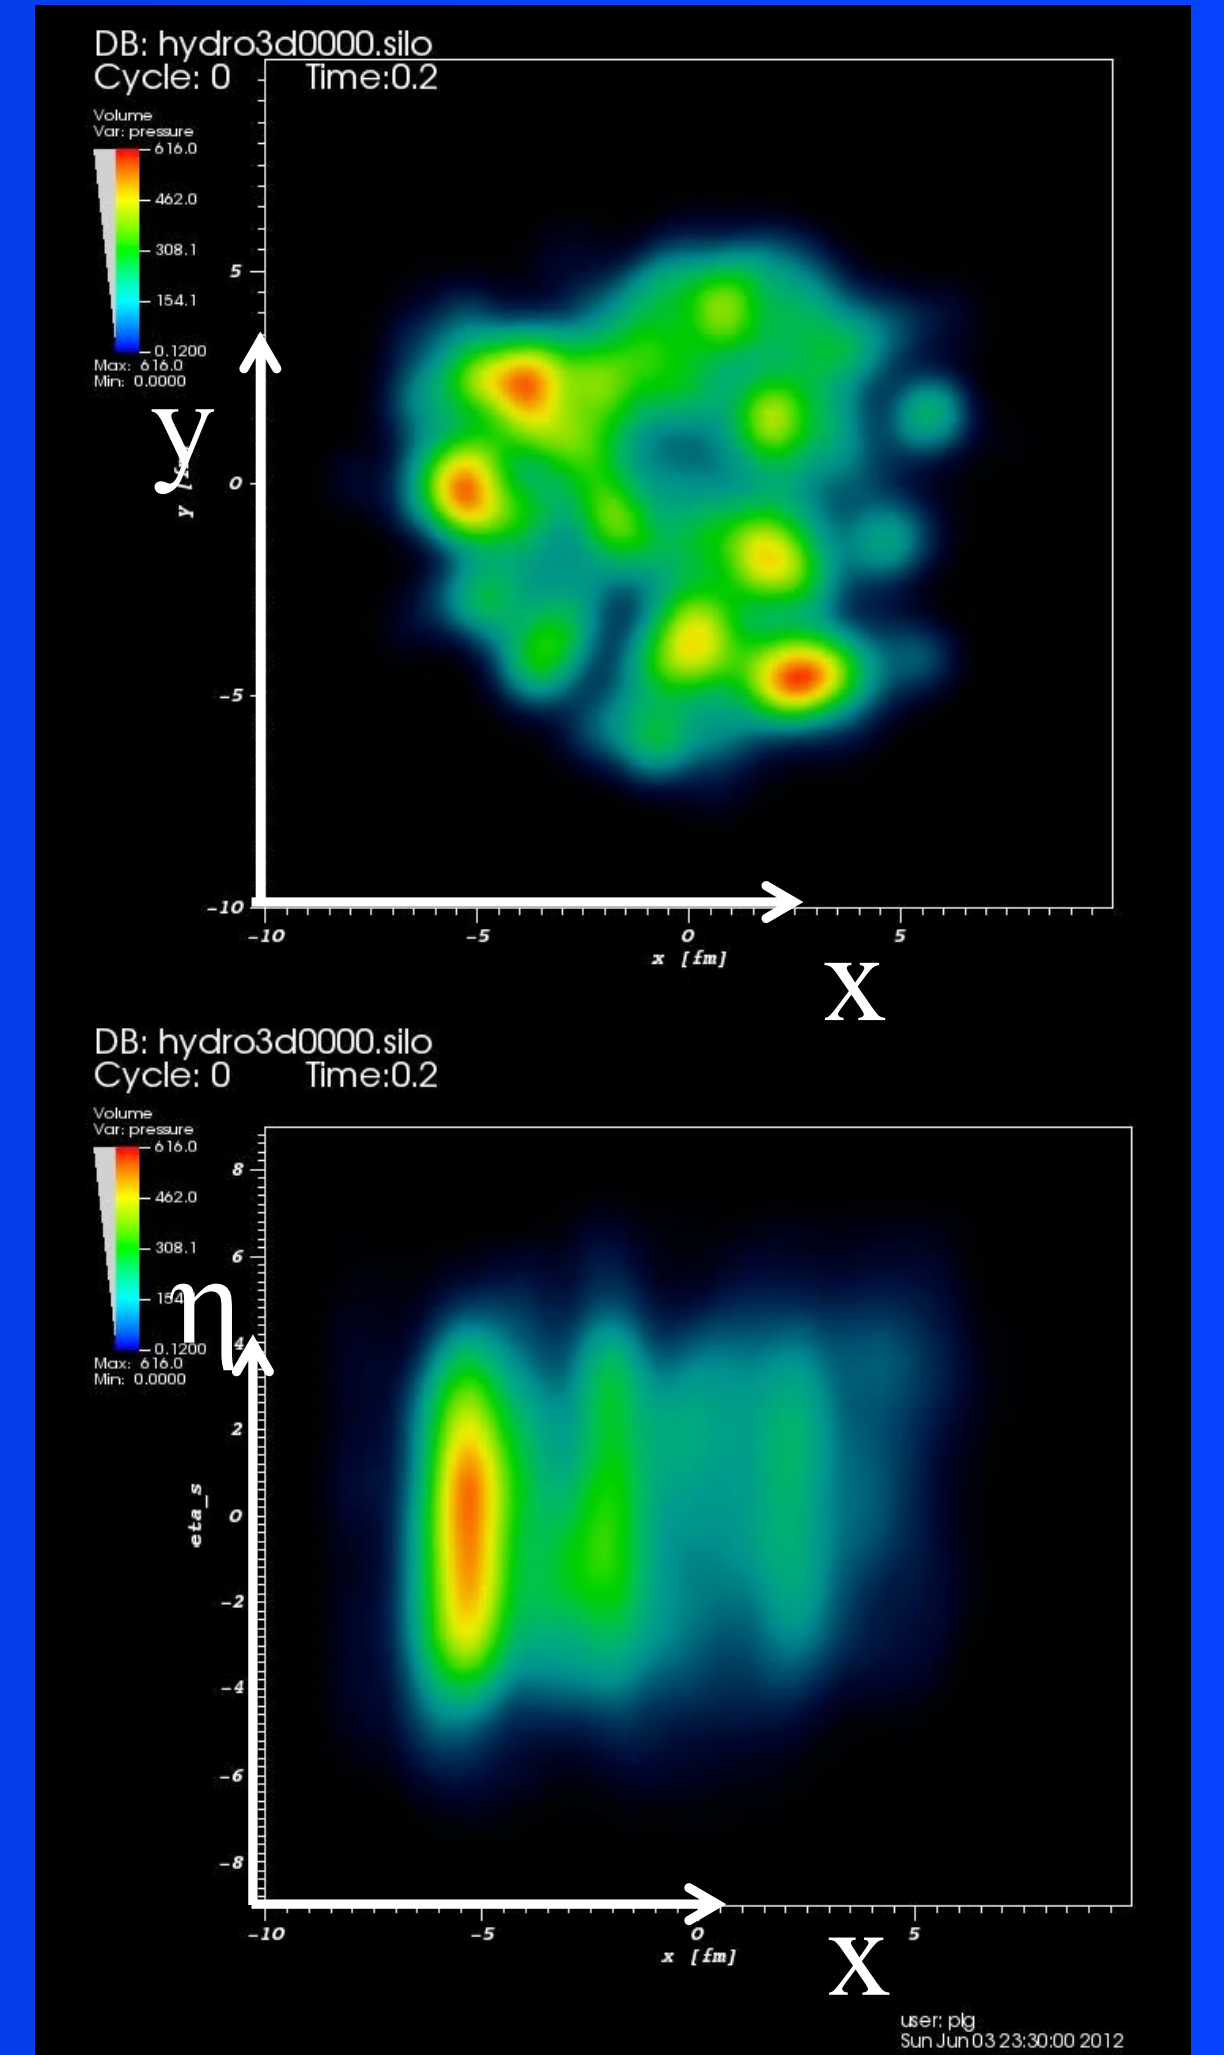 DB: hydro3d0000.silo
Cycle: 0 Time:0.2
Volume
Var: pressure
616.0
462.0
308.1
154.1
0.1200
Max: 616.0
Min: 0.0000
5
y
0
-5
-10
-10 -5 0 5
x [fm]
x
DB: hydro3d0000.silo
Cycle: 0 Time:0.2
Volume
Var: pressure
616.0
462.0
308.1
0.1200
Max: 616.0
Min: 0.0000
η
8
6
4
2
0
eta_s
-2
-4
-6
-8
-10 -5 0 5
x [fm]
x
user: plg
Sun Jun 03 23:30:00 2012